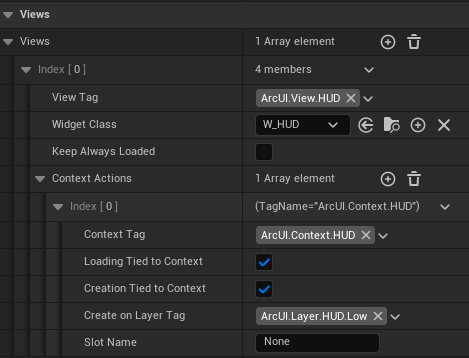 Views
Views 1 Array element
Index [ 0 ] 4 members
View Tag ArcUI.View.HUD
Widget Class W_HUD
Keep Always Loaded
Context Actions 1 Array element
Index [ 0 ] (TagName="ArcUI.Context.HUD")
Context Tag ArcUI.Context.HUD
Loading Tied to Context
Creation Tied to Context
Create on Layer Tag ArcUI.Layer.HUD.Low
Slot Name None